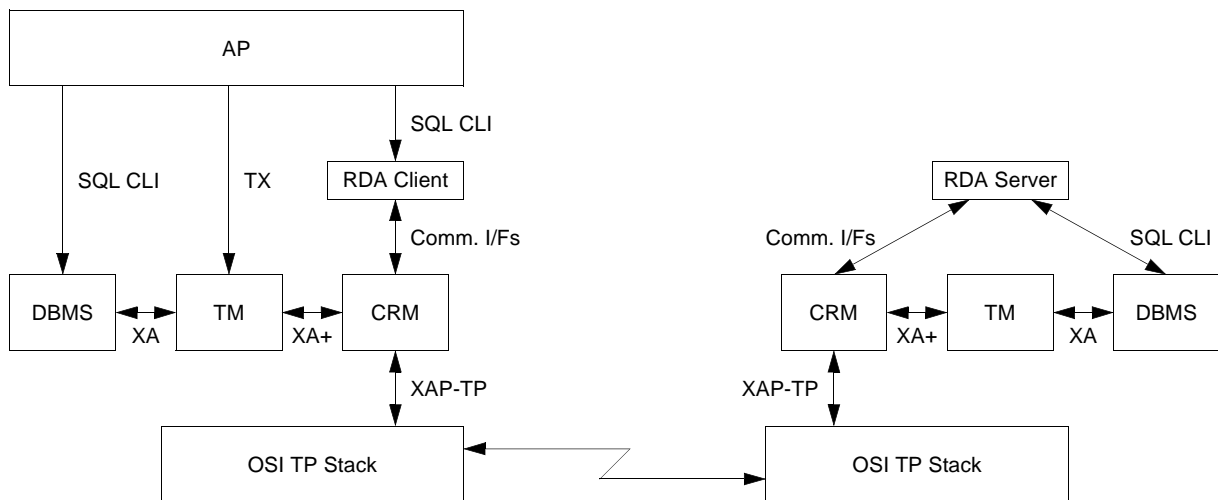 AP
SQL CLI
SQL CLI
TX
RDA Client
RDA Server
Comm. I/Fs
Comm. I/Fs
SQL CLI
DBMS
XA
TM
XA+
CRM
CRM
XA+
TM
XA
DBMS
XAP-TP
XAP-TP
OSI TP Stack
OSI TP Stack